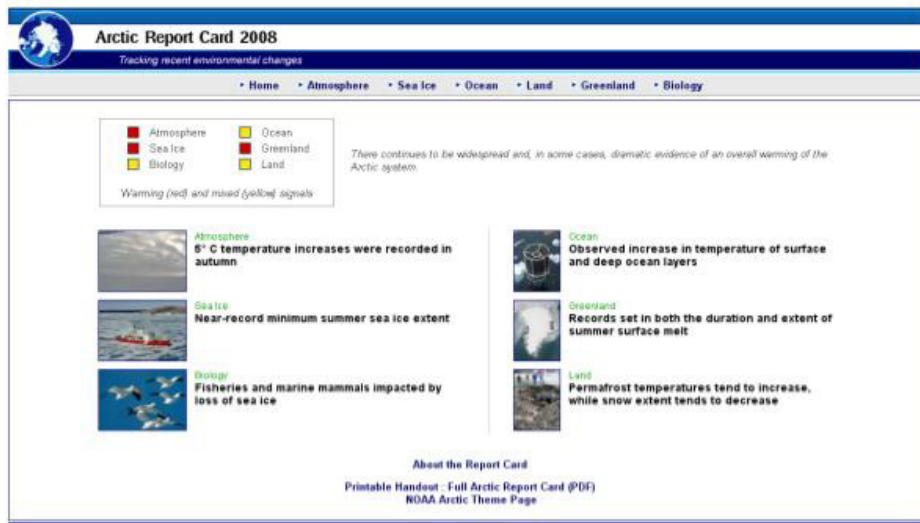 Arctic Report Card 2008
Tracking recent environmental changes
Home Atmosphere Sea Ice Ocean Land Greenland Biology
Atmosphere Ocean
Sea Ice Greenland
Biology Land
Warming (red) and mixed (yellow) signals
There continues to be widespread and, in some cases, dramatic evidence of an overall warming of the
Arctic system.
Atmosphere
5° C temperature increases were recorded in
autumn
Sea Ice
Near-record minimum summer sea ice extent
Biology
Fisheries and marine mammals impacted by
loss of sea ice
Ocean
Observed increase in temperature of surface
and deep ocean layers
Greenland
Records set in both the duration and extent of
summer surface melt
Land
Permafrost temperatures tend to increase,
while snow extent tends to decrease
About the Report Card
Printable Handout : Full Arctic Report Card (PDF)
NOAA Arctic Theme Page